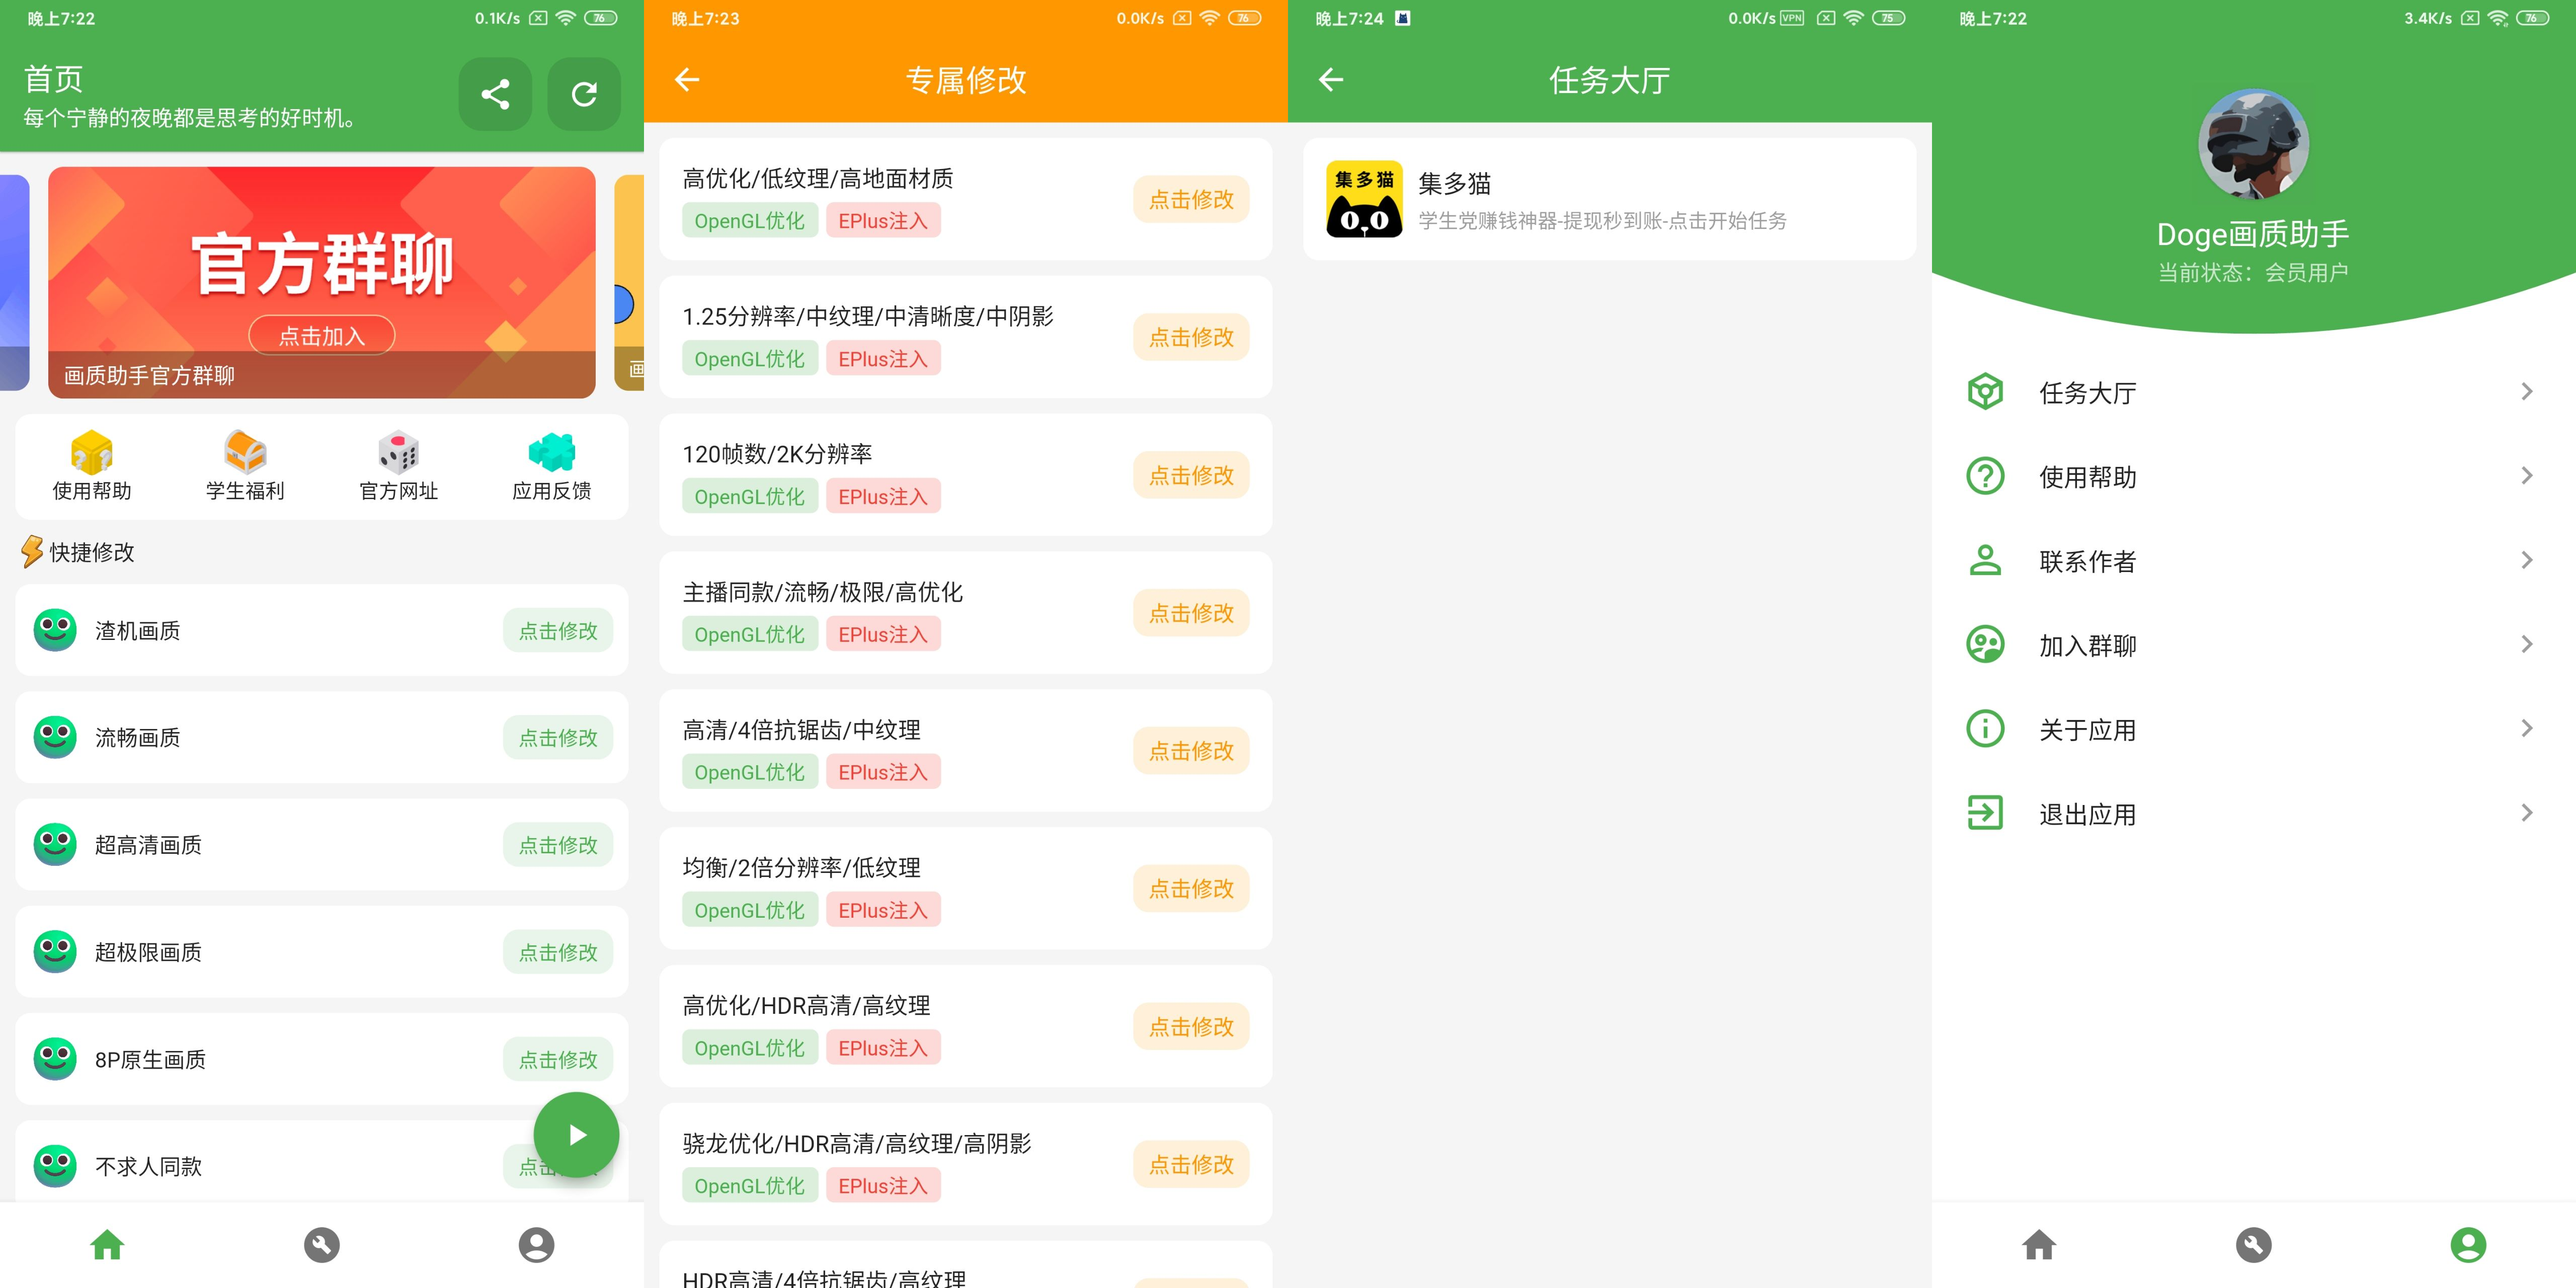 晚上7:22
0.1K/s
76
首页
每个宁静的夜晚都是思考的好时机。
官方群聊
点击加入
画质助手官方群聊
使用帮助
学生福利
官方网址
应用反馈
快捷修改
渣机画质
点击修改
流畅画质
点击修改
超高清画质
点击修改
超极限画质
点击修改
8P原生画质
点击修改
不求人同款
晚上7:23
0.0K/s
76
专属修改
高优化/低纹理/高地面材质
OpenGL优化 EPlus注入
点击修改
1.25分辨率/中纹理/中清晰度/中阴影
OpenGL优化 EPlus注入
点击修改
120帧数/2K分辨率
OpenGL优化 EPlus注入
点击修改
主播同款/流畅/极限/高优化
OpenGL优化 EPlus注入
点击修改
高清/4倍抗锯齿/中纹理
OpenGL优化 EPlus注入
点击修改
均衡/2倍分辨率/低纹理
OpenGL优化 EPlus注入
点击修改
高优化/HDR高清/高纹理
OpenGL优化 EPlus注入
点击修改
骁龙优化/HDR高清/高纹理/高阴影
OpenGL优化 EPlus注入
点击修改
HDR高清/4倍抗锯齿/高纹理
晚上7:24
0.0K/s VPN
75
任务大厅
集多猫
集多猫
学生党赚钱神器-提现秒到账-点击开始任务
晚上7:22
3.4K/s
76
Doge画质助手
当前状态：会员用户
任务大厅
使用帮助
联系作者
加入群聊
关于应用
退出应用